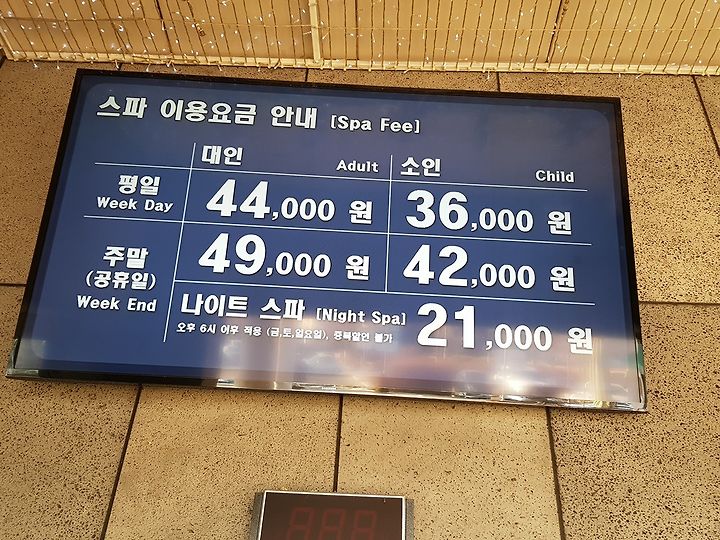 스파 이용요금 안내 [Spa Fee]
대인 Adult 소인 Child
평일
Week Day
44,000 원 36,000 원
주말
(공휴일)
Week End
49,000 원 42,000 원
나이트 스파 [Night Spa] 21,000 원
오후 6시 이후 적용 (금,토,일요일), 중복할인 불가